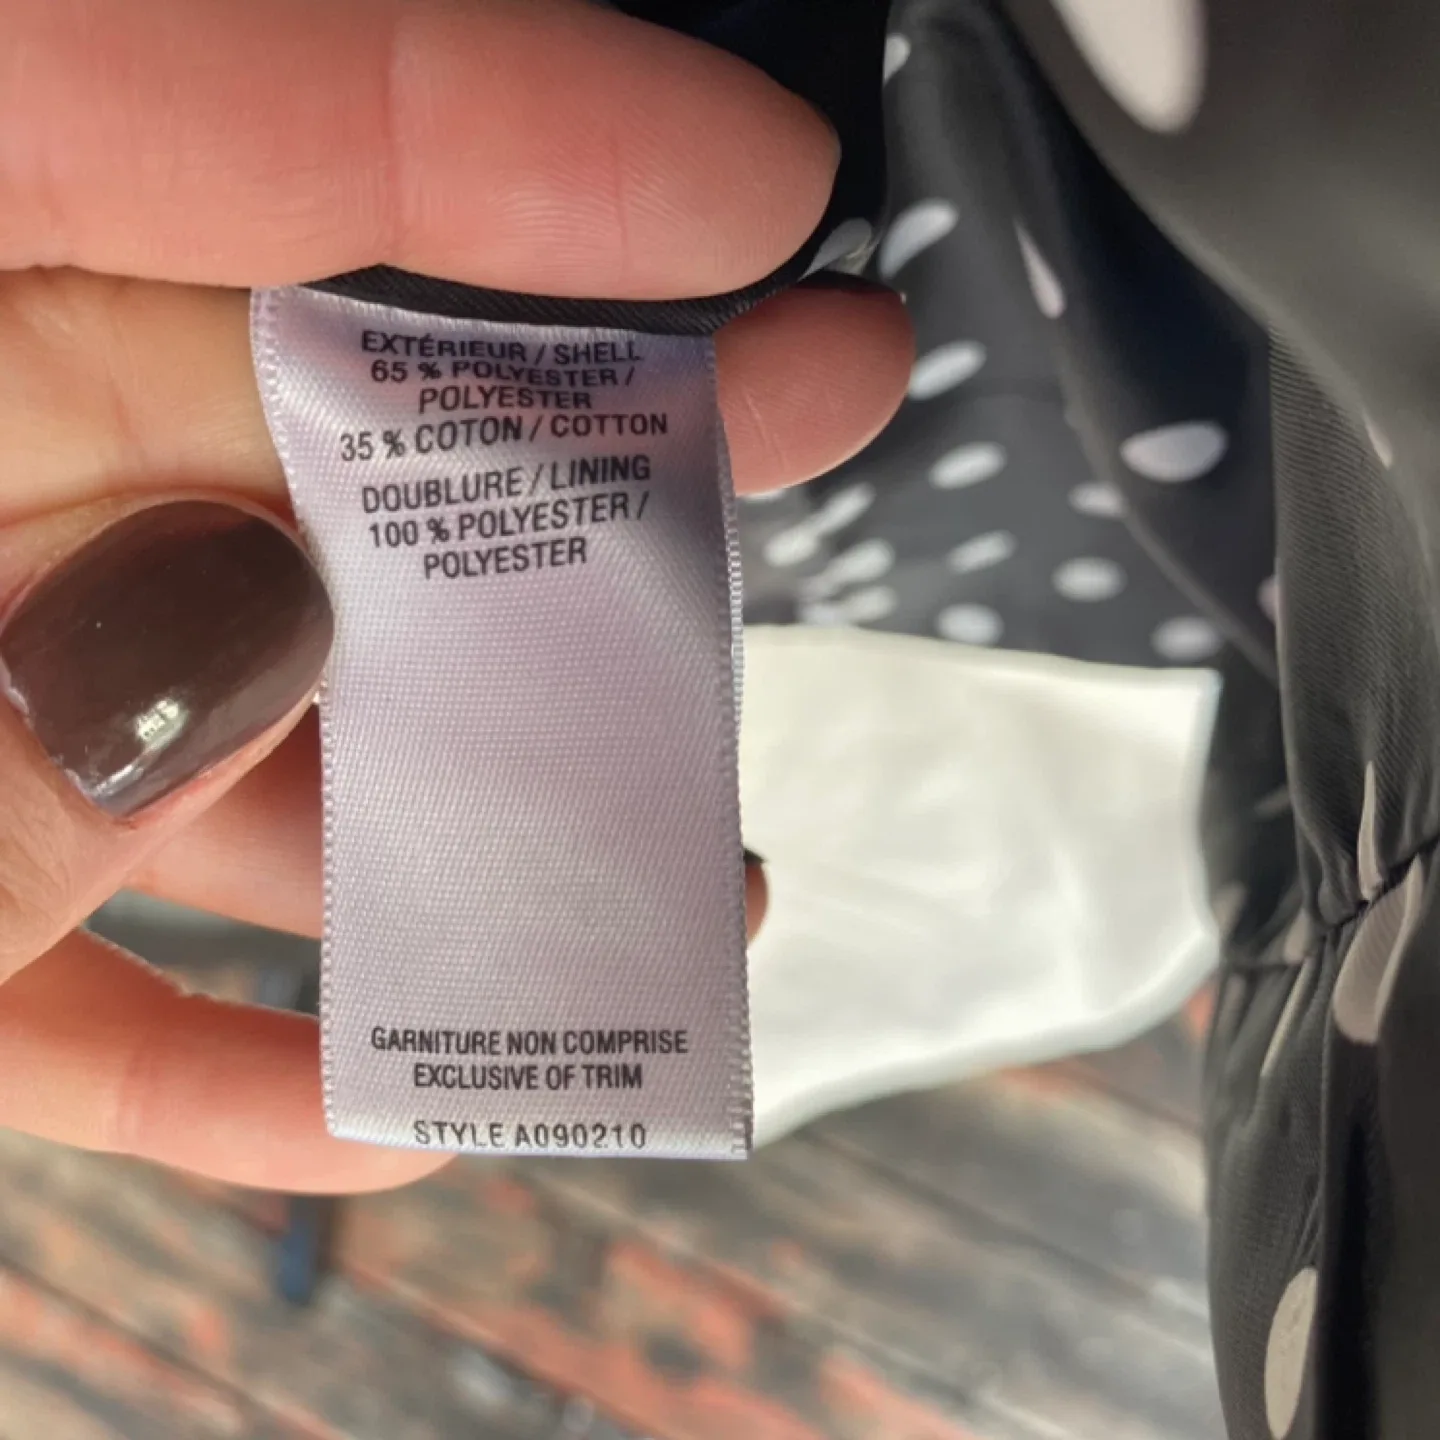 EXTÉRIEUR / SHELL
65 % POLYESTER /
POLYESTER
35 % COTON / COTTON
DOUBLURE / LINING
100 % POLYESTER /
POLYESTER
GARNITURE NON COMPRISE
EXCLUSIVE OF TRIM
STYLE A090210